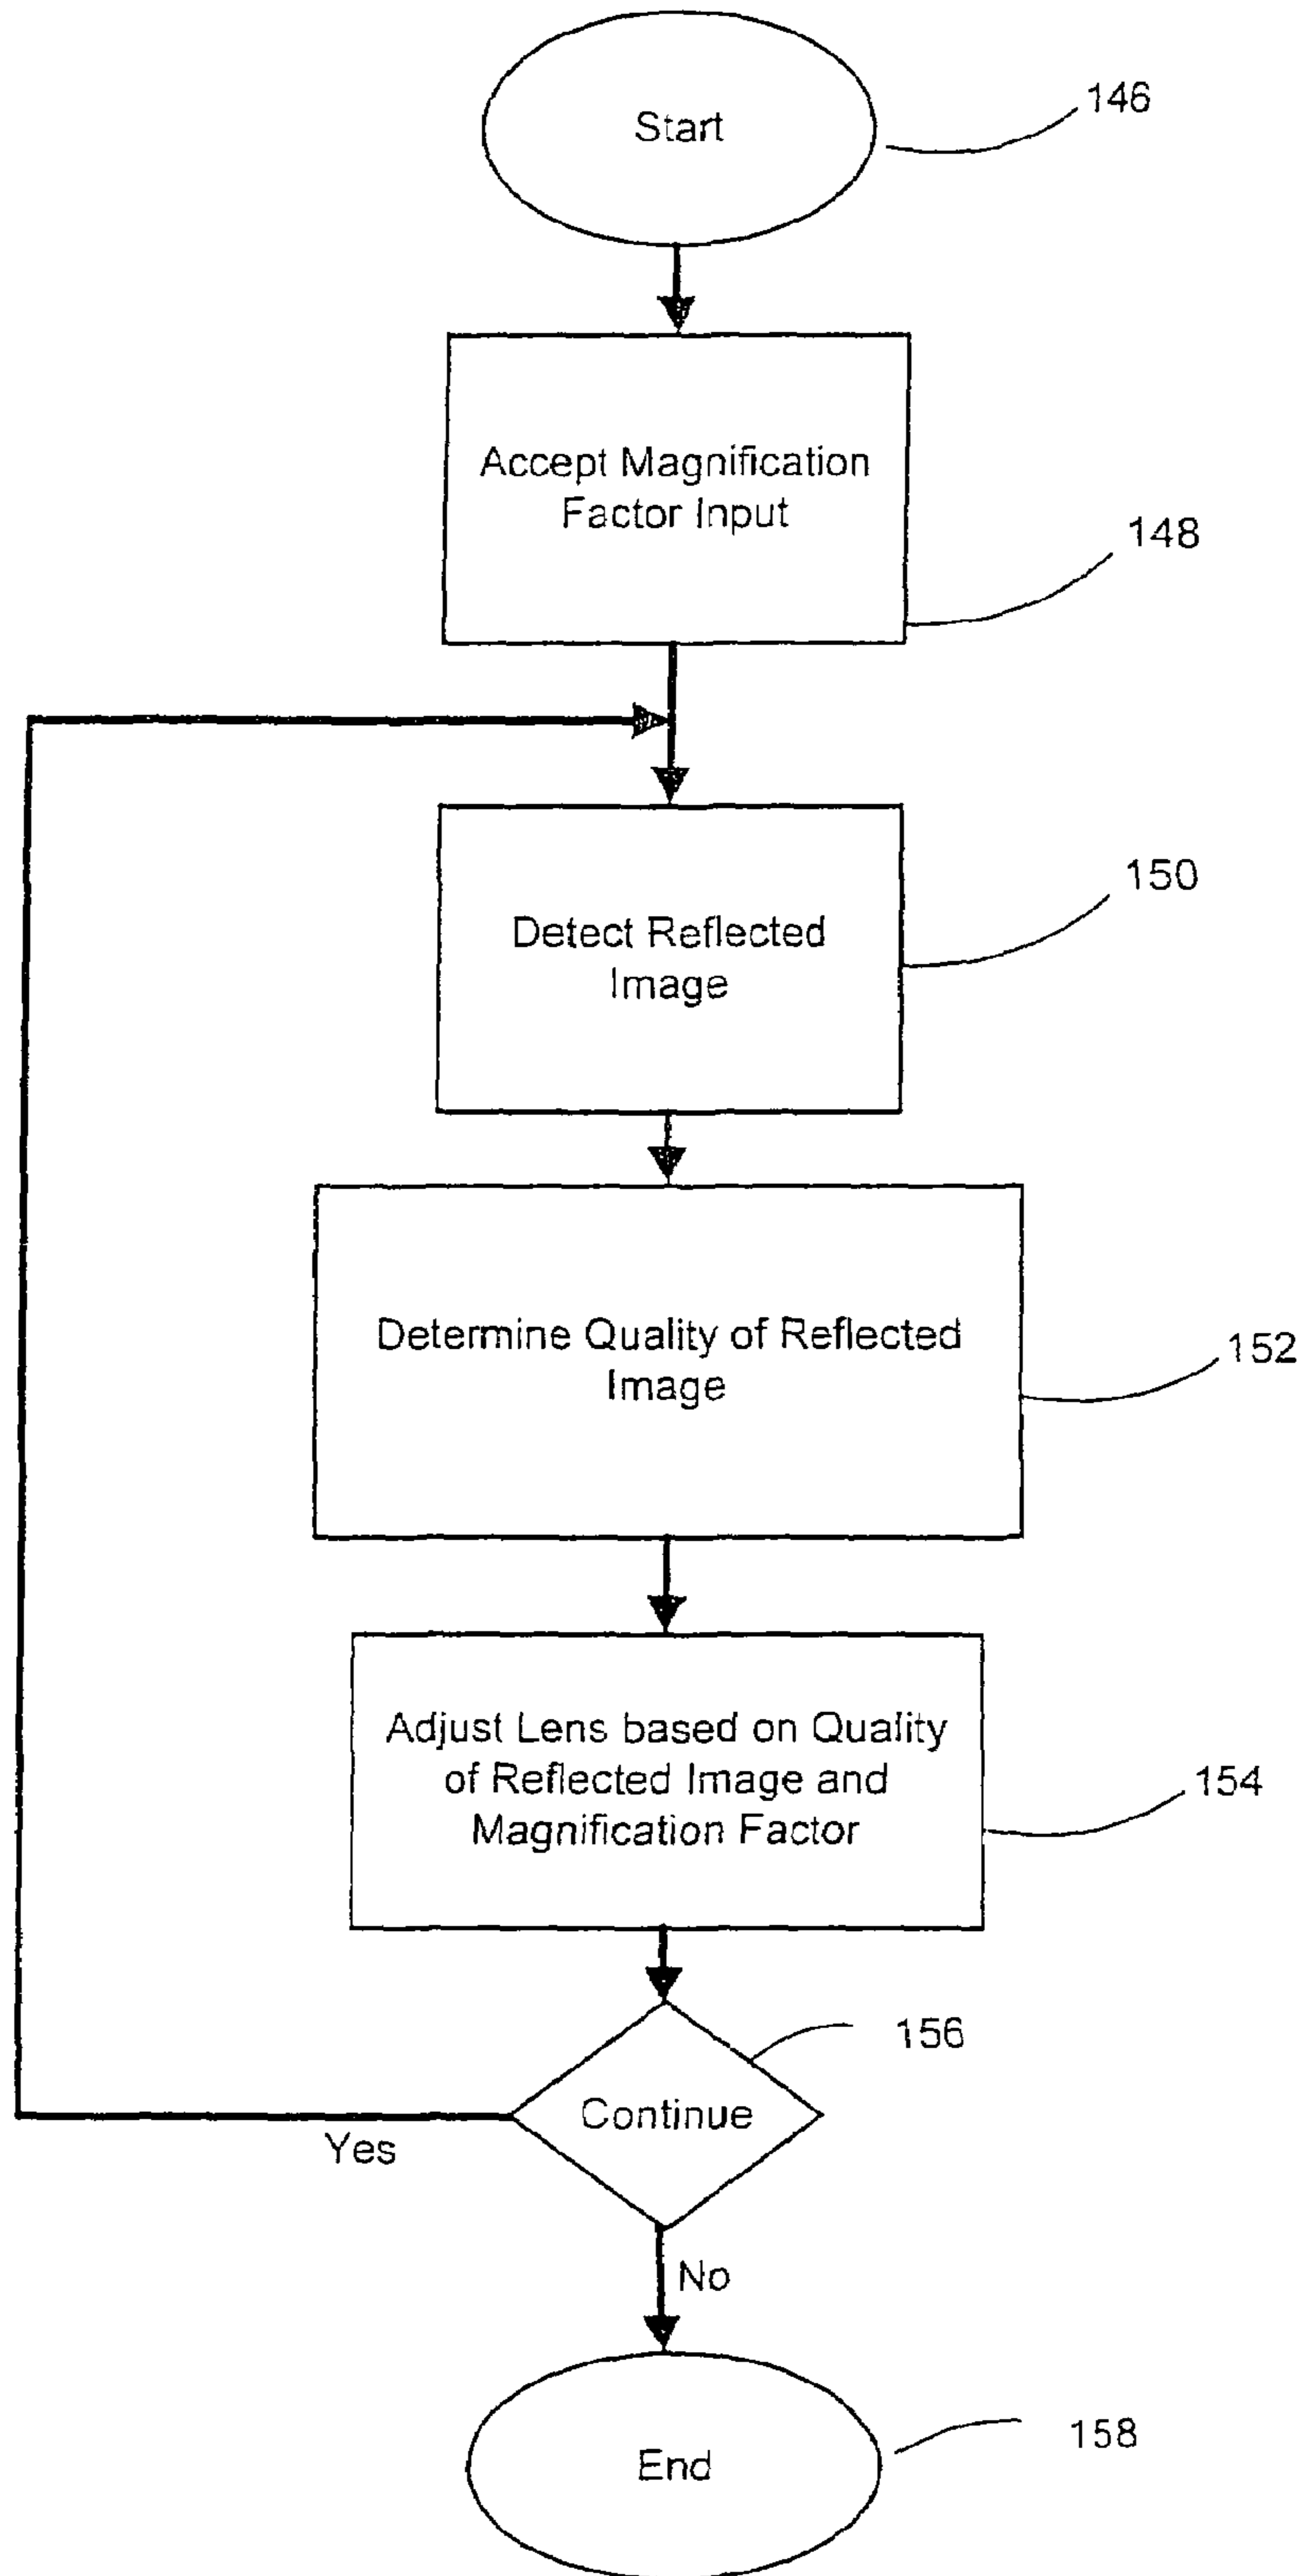 Start
146
Accept Magnification
Factor Input
148
Detect Reflected
Image
150
Determine Quality of Reflected
Image
152
Adjust Lens based on Quality
of Reflected Image and
Magnification Factor
154
156
Continue
Yes
No
End
158